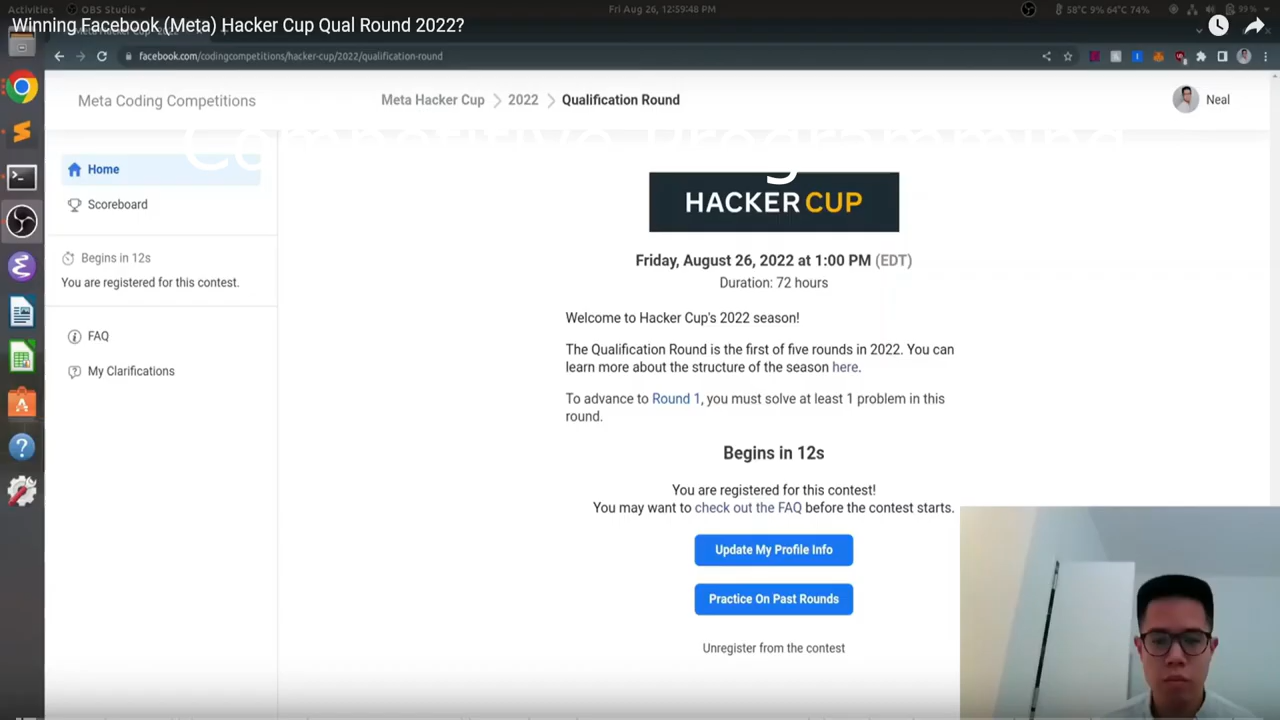 Activities
OBS Studio
Fri Aug 26, 12:59:48 PM
58°C 9% 64°C 74%
99 %
Winning Facebook (Meta) Hacker Cup Qual Round 2022?
facebook.com/codingcompetitions/hacker-cup/2022/qualification-round
Meta Coding Competitions
Meta Hacker Cup
2022
Qualification Round
Neal
Competitive Programming
Home
Scoreboard
Begins in 12s
You are registered for this contest.
FAQ
My Clarifications
HACKER CUP
Friday, August 26, 2022 at 1:00 PM (EDT)
Duration: 72 hours
Welcome to Hacker Cup's 2022 season!
The Qualification Round is the first of five rounds in 2022. You can
learn more about the structure of the season here.
To advance to Round 1, you must solve at least 1 problem in this
round.
Begins in 12s
You are registered for this contest!
You may want to check out the FAQ before the contest starts.
Update My Profile Info
Practice On Past Rounds
Unregister from the contest